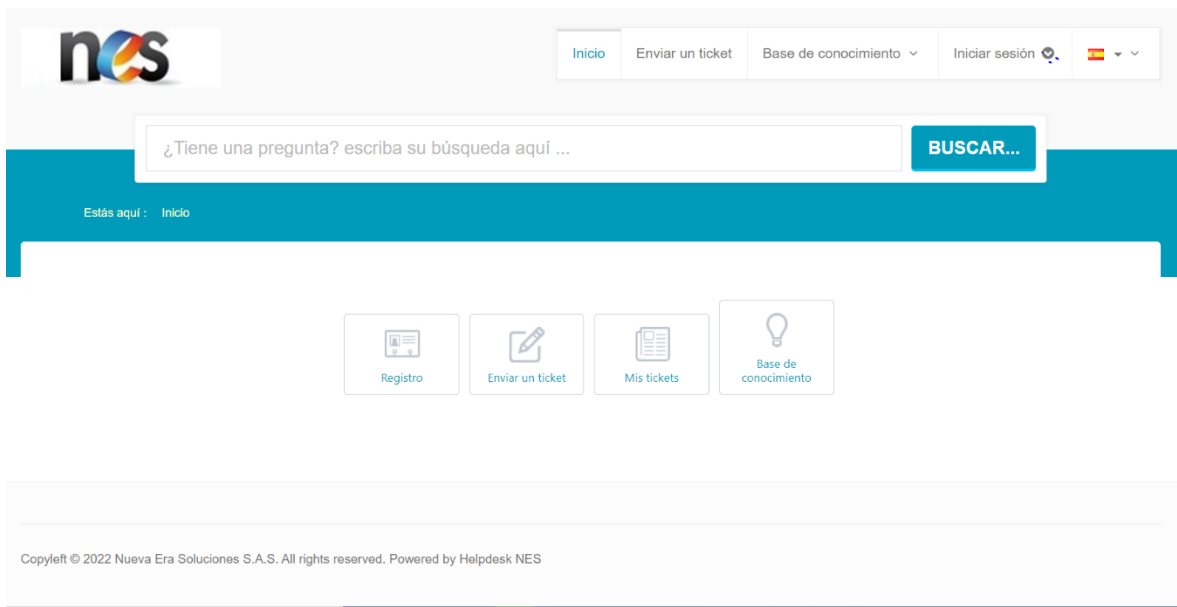 nes
Inicio
Enviar un ticket
Base de conocimiento
Iniciar sesión
¿Tiene una pregunta? escriba su búsqueda aquí ...
BUSCAR...
Estás aquí : Inicio
Registro
Enviar un ticket
Mis tickets
Base de
conocimiento
Copyleft © 2022 Nueva Era Soluciones S.A.S. All rights reserved. Powered by Helpdesk NES